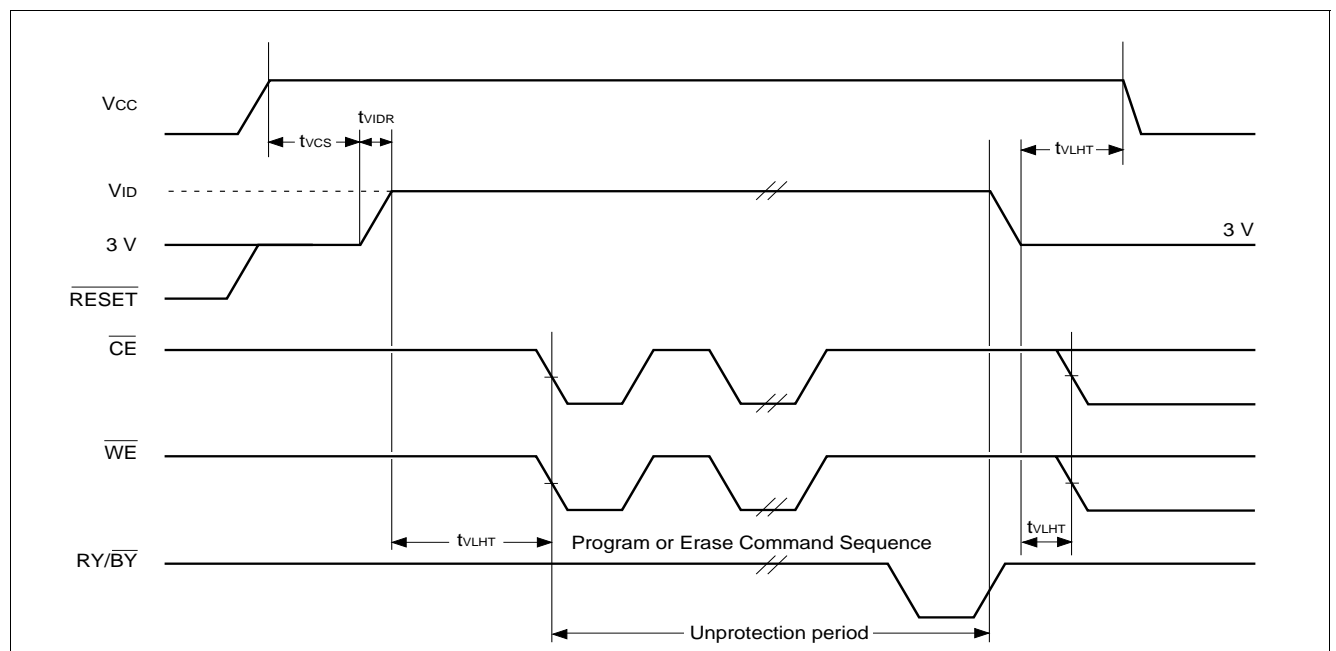 VCC
tVIDR
tVCS
tVLHT
VID
3 V
3 V
RESET
CE
WE
tVLHT
Program or Erase Command Sequence
tVLHT
RY/BY
Unprotection period